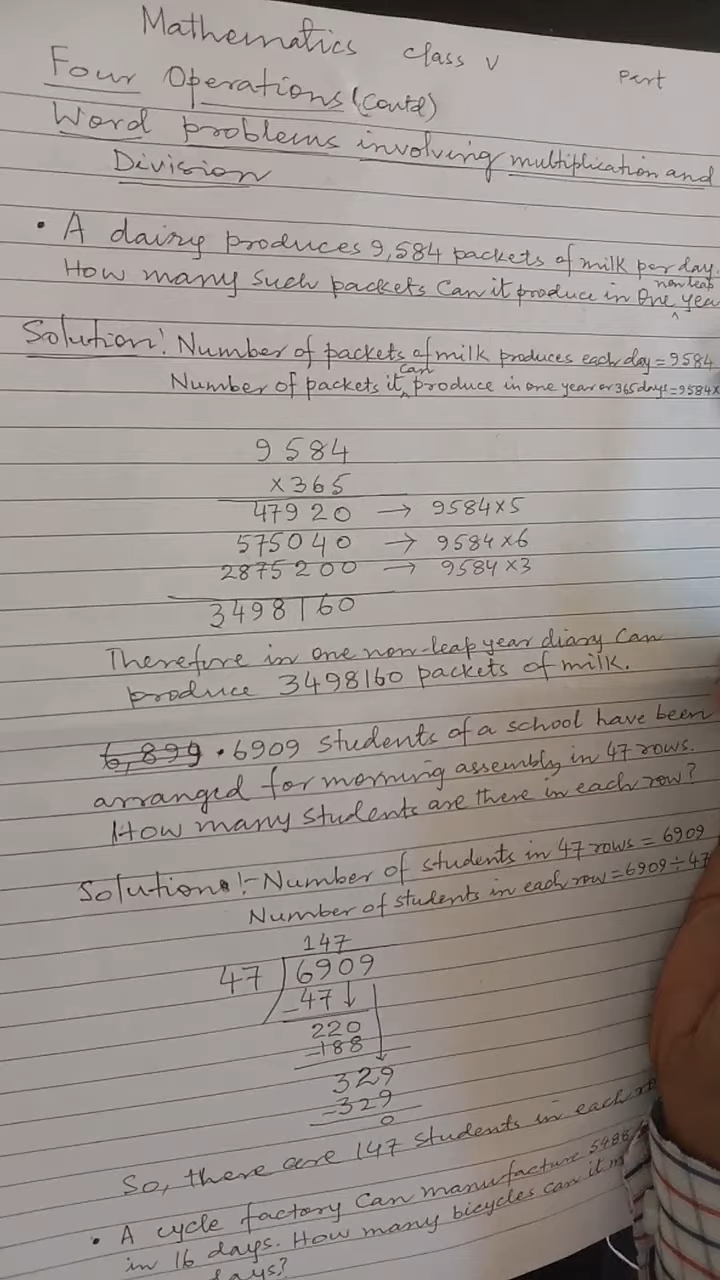 Mathematics class V Part
Four Operations (Contd)
Word problems involving multiplication and
Division
• A dairy produces 9,584 packets of milk per day.
How many such packets can it produce in one non leap
Solution: Number of packets of milk produces each day = 9584
Number of packets it can produce in one year or 365 days = 9584×
9584
×365
47920 → 9584×5
575040 → 9584×6
2875200 → 9584×3
3498160
Therefore in one non-leap year diary can
produce 3498160 packets of milk.
6,899 • 6909 students of a school have been
arranged for morning assembly in 47 rows.
How many students are there in each row?
Solution:- Number of students in 47 rows = 6909
Number of students in each row = 6909 ÷ 47
147
47 ) 6909
-47 ↓
220
-188
329
-329
0
So, there are 147 students in each
• A cycle factory can manufacture 5488
in 16 days. How many bicycles can it
days?